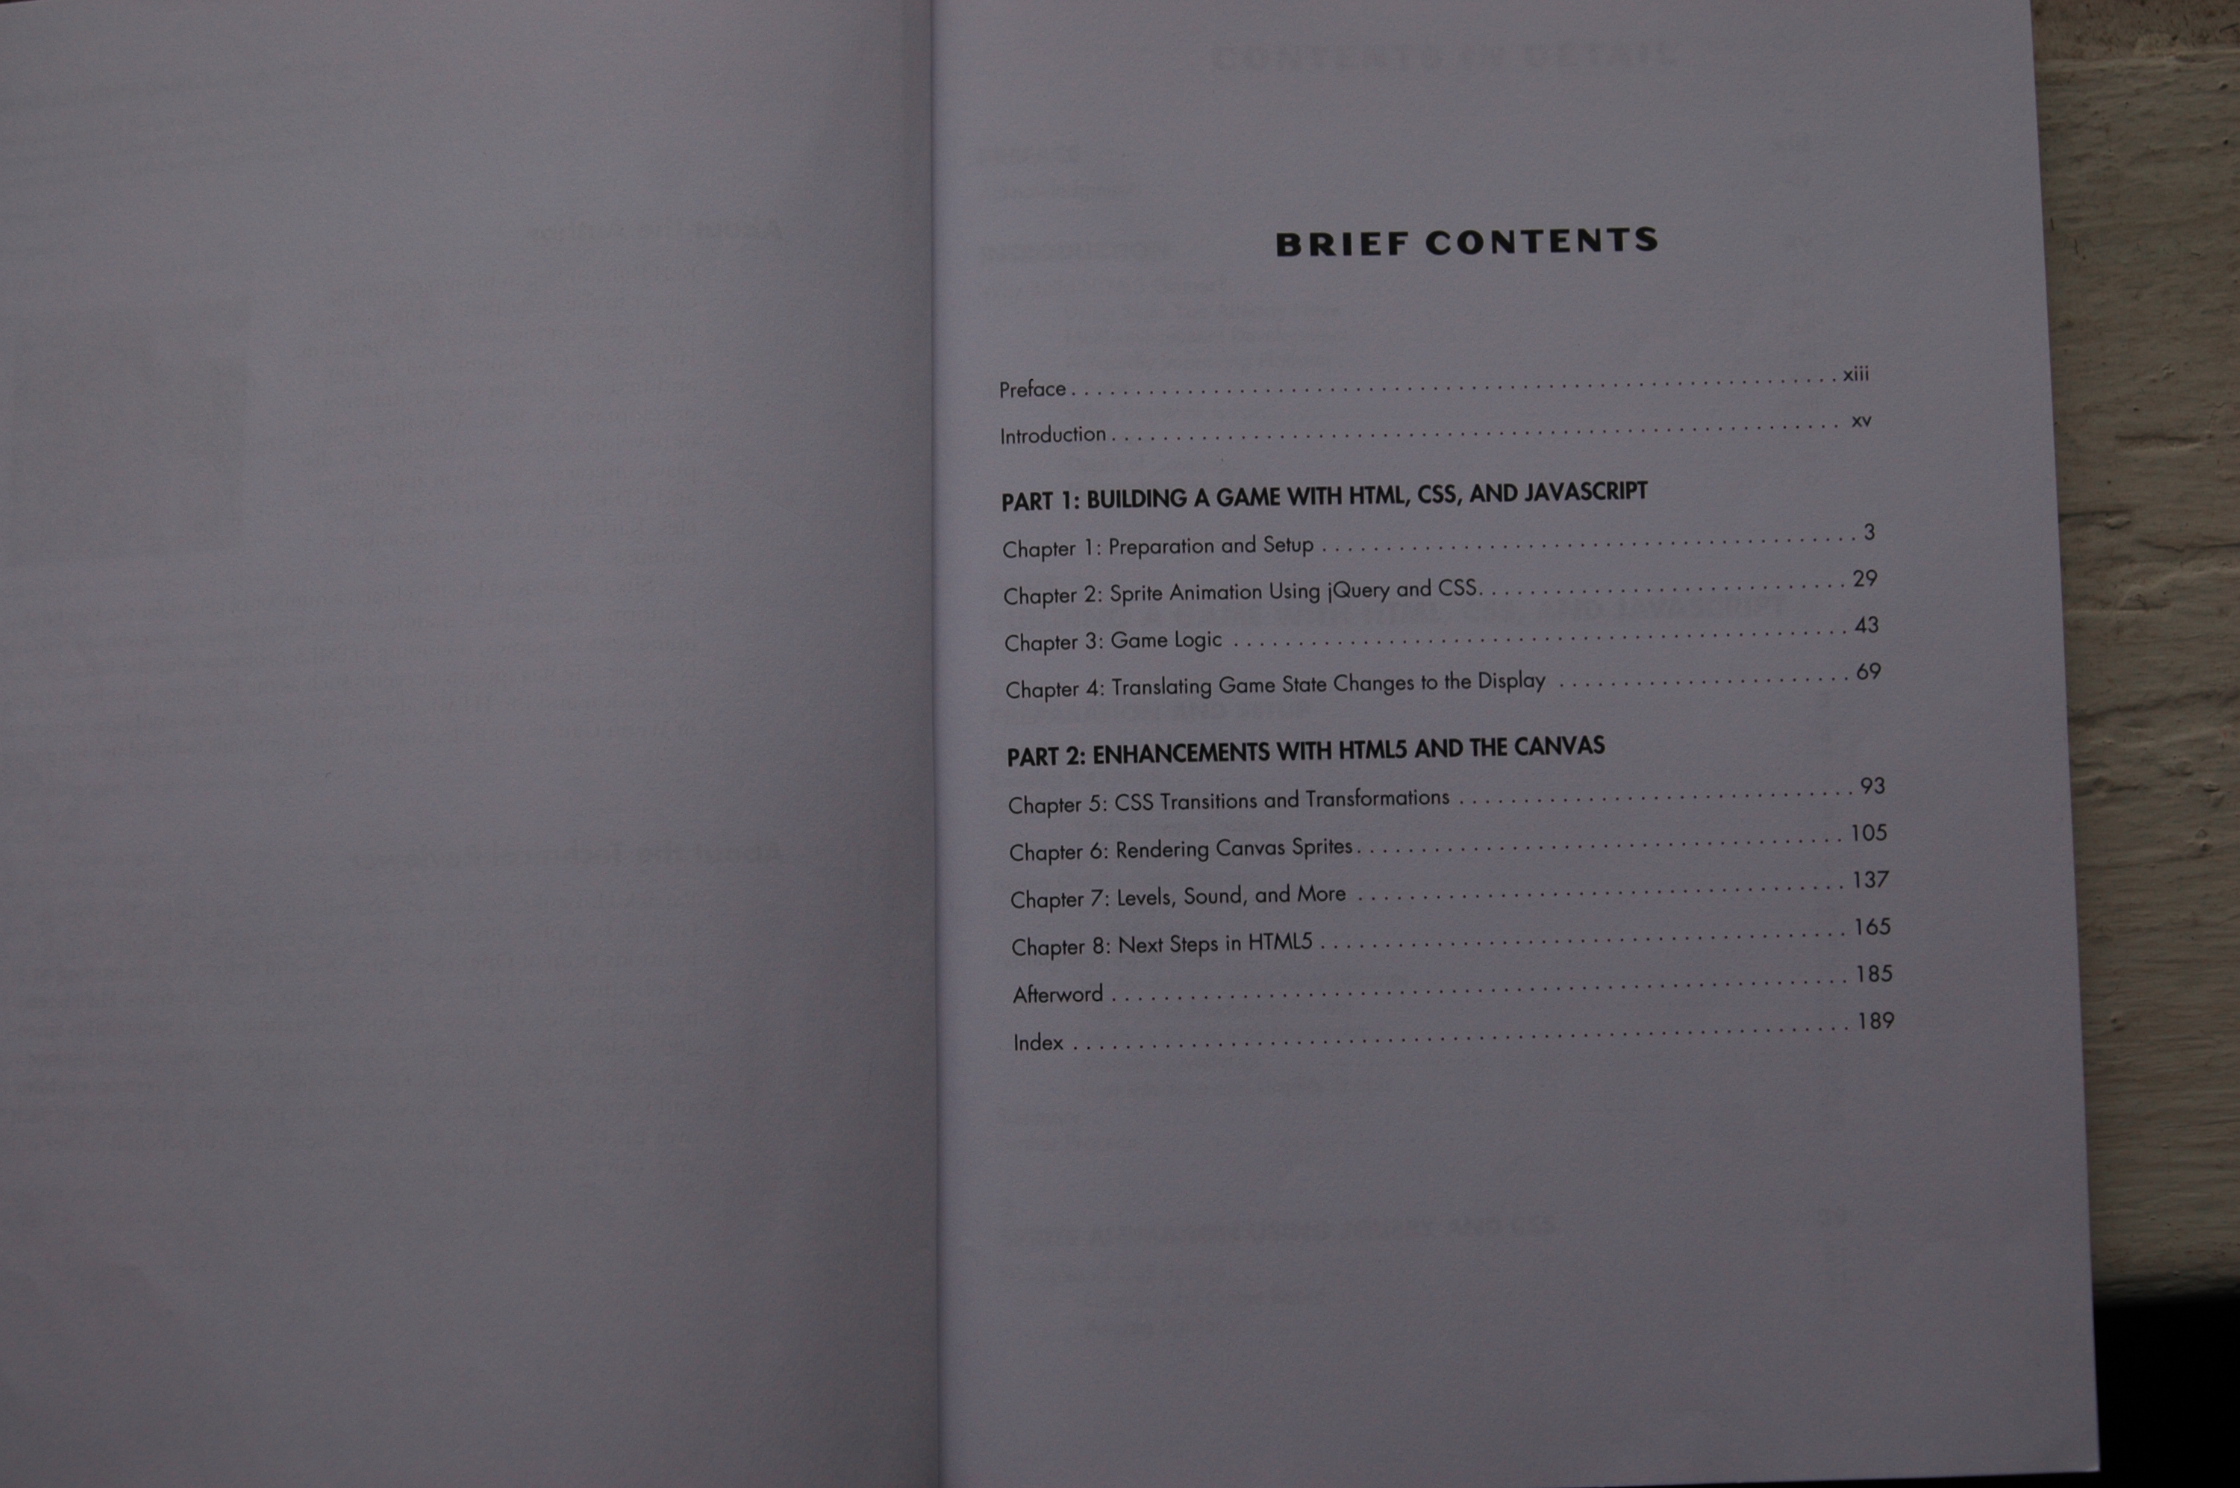 BRIEF CONTENTS
Preface . . . . . . . . . . . . . . . . . . . . . . . . . . . . . . . . . . . . . . . . xiii
Introduction . . . . . . . . . . . . . . . . . . . . . . . . . . . . . . . . . . . . . . . . xv
PART 1: BUILDING A GAME WITH HTML, CSS, AND JAVASCRIPT
Chapter 1: Preparation and Setup . . . . . . . . . . . . . . . . . . . . . . . . . . . . . . 3
Chapter 2: Sprite Animation Using jQuery and CSS. . . . . . . . . . . . . . . . . . . . . . 29
Chapter 3: Game Logic . . . . . . . . . . . . . . . . . . . . . . . . . . . . . . . . . . 43
Chapter 4: Translating Game State Changes to the Display . . . . . . . . . . . . . . . . . . 69
PART 2: ENHANCEMENTS WITH HTML5 AND THE CANVAS
Chapter 5: CSS Transitions and Transformations . . . . . . . . . . . . . . . . . . . . . . 93
Chapter 6: Rendering Canvas Sprites. . . . . . . . . . . . . . . . . . . . . . . . . . . . 105
Chapter 7: Levels, Sound, and More . . . . . . . . . . . . . . . . . . . . . . . . . . . . 137
Chapter 8: Next Steps in HTML5 . . . . . . . . . . . . . . . . . . . . . . . . . . . . . . 165
Afterword . . . . . . . . . . . . . . . . . . . . . . . . . . . . . . . . . . . . . . . . 185
Index . . . . . . . . . . . . . . . . . . . . . . . . . . . . . . . . . . . . . . . . 189